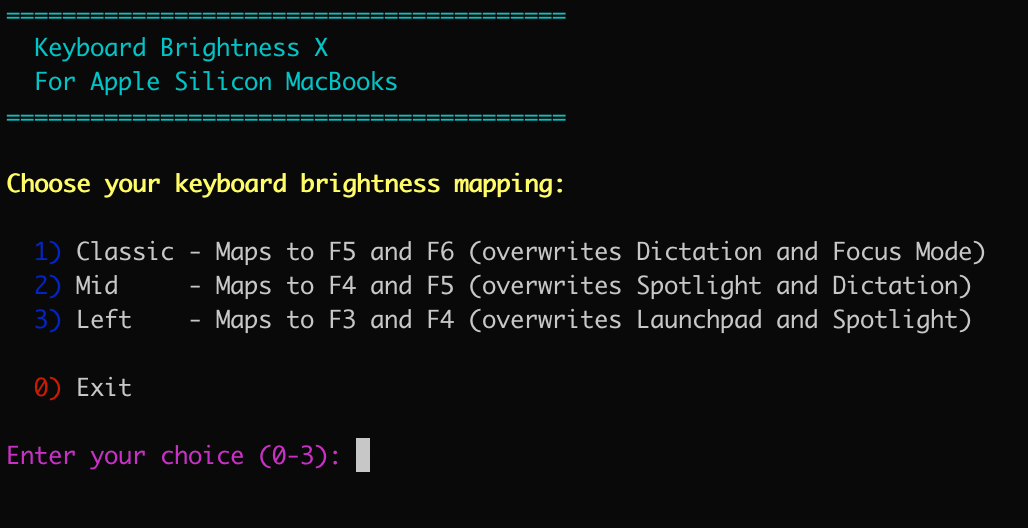 ========================================
Keyboard Brightness X
For Apple Silicon MacBooks
========================================
Choose your keyboard brightness mapping:
1) Classic - Maps to F5 and F6 (overwrites Dictation and Focus Mode)
2) Mid     - Maps to F4 and F5 (overwrites Spotlight and Dictation)
3) Left    - Maps to F3 and F4 (overwrites Launchpad and Spotlight)
0) Exit
Enter your choice (0-3):